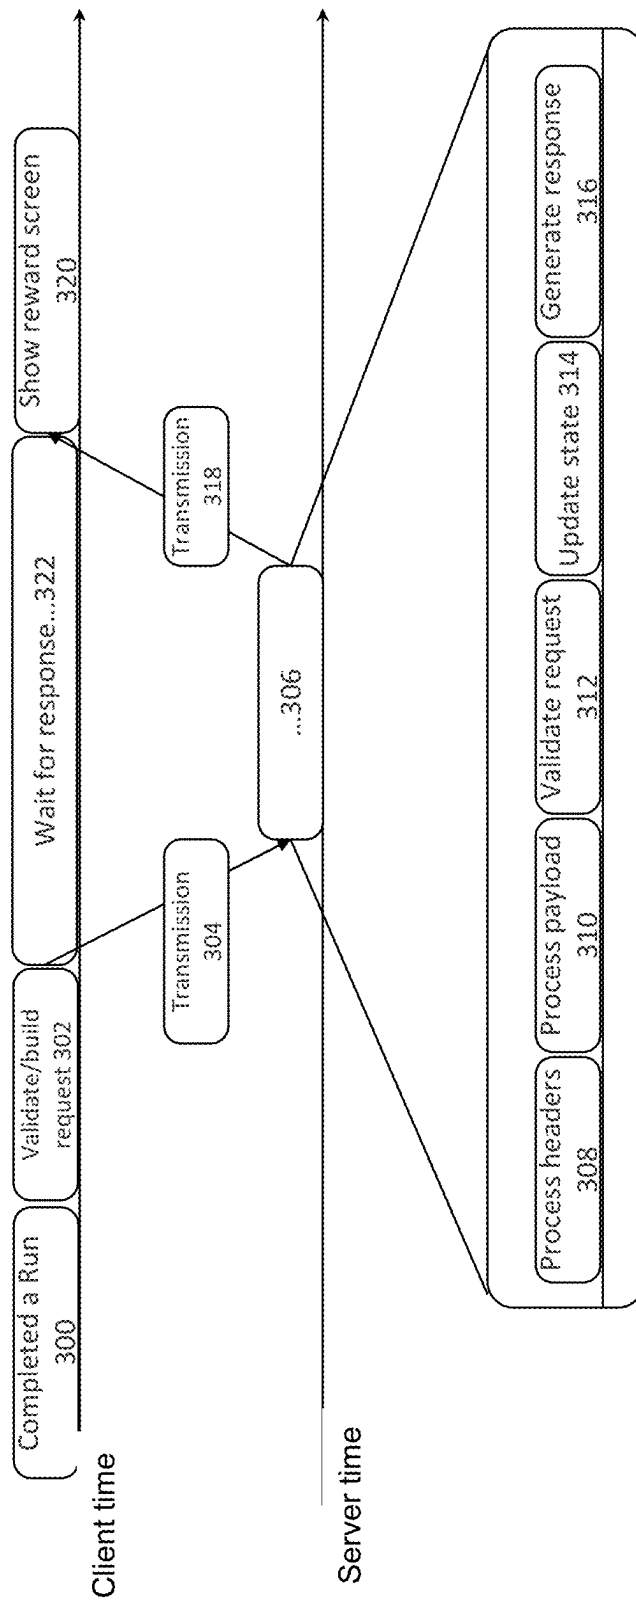 Completed a Run
300
Validate/build
request 302
Wait for response...322
Show reward screen
320
Client time
Transmission
304
Transmission
318
...306
Server time
Process headers
308
Process payload
310
Validate request
312
Update state 314
Generate response
316